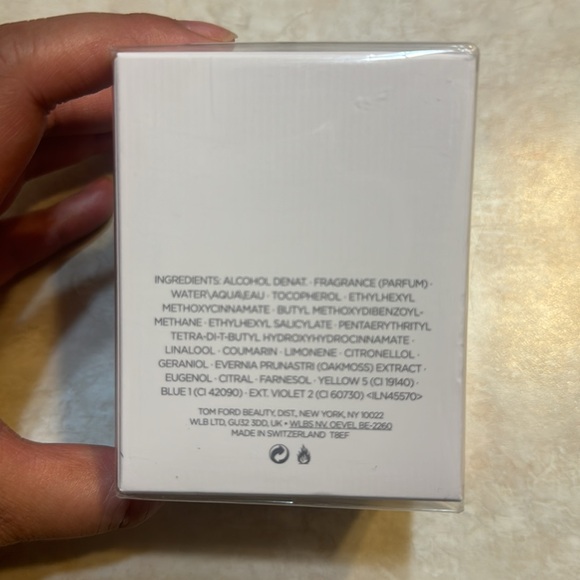 INGREDIENTS: ALCOHOL DENAT. · FRAGRANCE (PARFUM) ·
WATER\AQUA\EAU · TOCOPHEROL · ETHYLHEXYL
METHOXYCINNAMATE · BUTYL METHOXYDIBENZOYL-
METHANE · ETHYLHEXYL SALICYLATE · PENTAERYTHRITYL
TETRA-DI-T-BUTYL HYDROXYHYDROCINNAMATE ·
LINALOOL · COUMARIN · LIMONENE · CITRONELLOL ·
GERANIOL · EVERNIA PRUNASTRI (OAKMOSS) EXTRACT ·
EUGENOL · CITRAL · FARNESOL · YELLOW 5 (CI 19140) ·
BLUE 1 (CI 42090) · EXT. VIOLET 2 (CI 60730) <ILN45570>
TOM FORD BEAUTY, DIST., NEW YORK, NY 10022
WLB LTD, GU32 3DD, UK • WLBS NV, OEVEL BE-2260
MADE IN SWITZERLAND T8EF